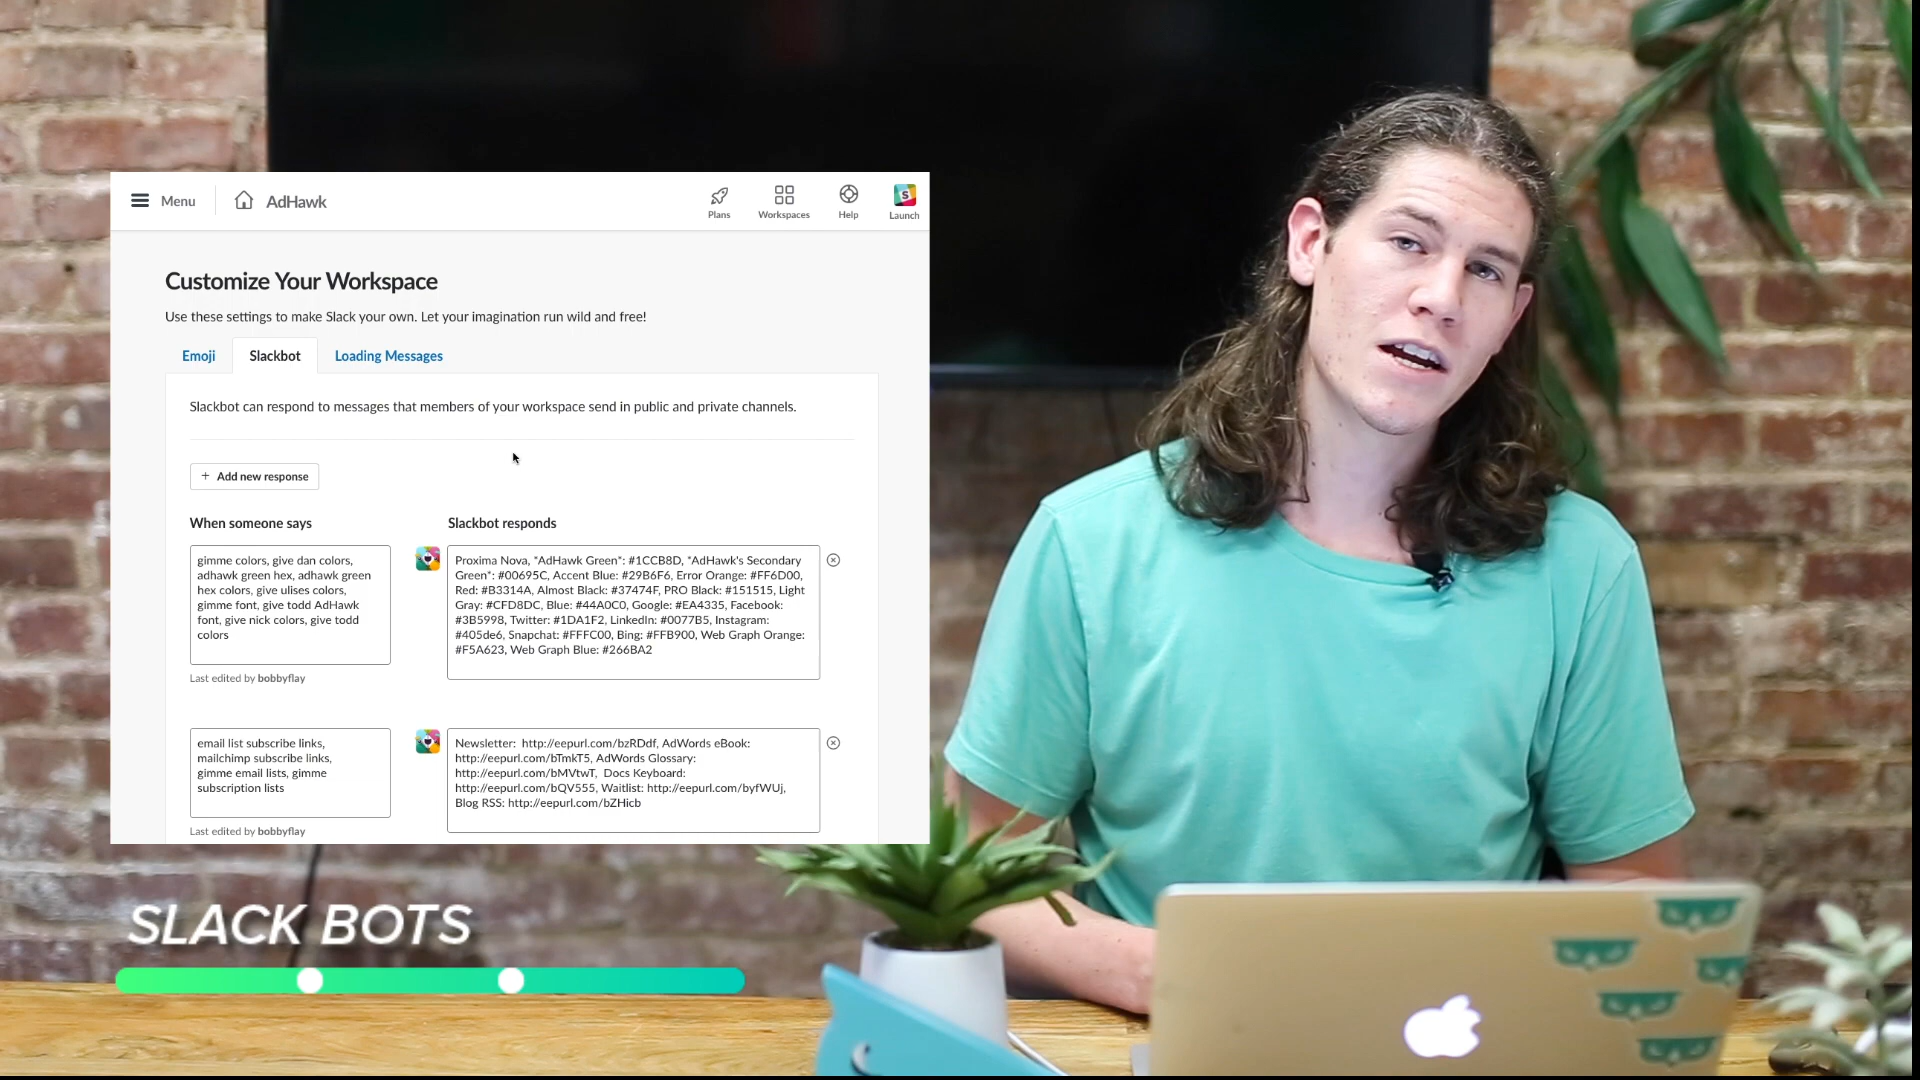 Menu
AdHawk
Plans
Workspaces
Help
S
Launch
Customize Your Workspace
Use these settings to make Slack your own. Let your imagination run wild and free!
Emoji
Slackbot
Loading Messages
Slackbot can respond to messages that members of your workspace send in public and private channels.
+ Add new response
When someone says
Slackbot responds
gimme colors, give dan colors,
adhawk green hex, adhawk green
hex colors, give ulises colors,
gimme font, give todd AdHawk
font, give nick colors, give todd
colors
Proxima Nova, *AdHawk Green*: #1CCB8D, *AdHawk's Secondary
Green*: #00695C, Accent Blue: #29B6F6, Error Orange: #FF6D00,
Red: #B3314A, Almost Black: #37474F, PRO Black: #151515, Light
Gray: #CFD8DC, Blue: #44A0C0, Google: #EA4335, Facebook:
#3B5998, Twitter: #1DA1F2, LinkedIn: #0077B5, Instagram:
#405de6, Snapchat: #FFFC00, Bing: #FFB900, Web Graph Orange:
#F5A623, Web Graph Blue: #266BA2
Last edited by bobbyflay
email list subscribe links,
mailchimp subscribe links,
gimme email lists, gimme
subscription lists
Newsletter: http://eepurl.com/bzRDdf, AdWords eBook:
http://eepurl.com/bTmkT5, AdWords Glossary:
http://eepurl.com/bMVtwT, Docs Keyboard:
http://eepurl.com/bQV555, Waitlist: http://eepurl.com/byfWUj,
Blog RSS: http://eepurl.com/bZHicb
Last edited by bobbyflay
SLACK BOTS